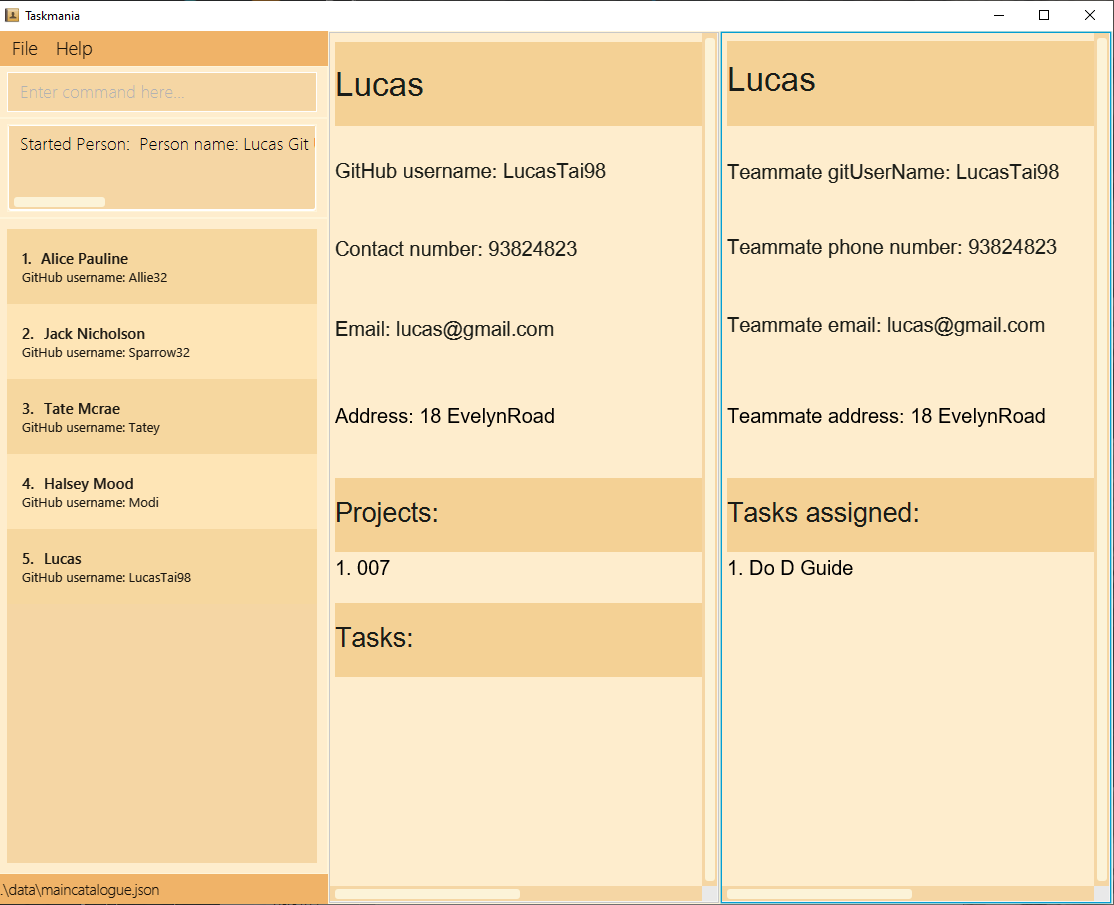 Taskmania
File Help
Enter command here...
Started Person:  Person name: Lucas Git
1.  Alice Pauline
GitHub username: Allie32
2.  Jack Nicholson
GitHub username: Sparrow32
3.  Tate Mcrae
GitHub username: Tatey
4.  Halsey Mood
GitHub username: Modi
5.  Lucas
GitHub username: LucasTai98
.\data\maincatalogue.json
Lucas
GitHub username: LucasTai98
Contact number: 93824823
Email: lucas@gmail.com
Address: 18 EvelynRoad
Projects:
1. 007
Tasks:
Lucas
Teammate gitUserName: LucasTai98
Teammate phone number: 93824823
Teammate email: lucas@gmail.com
Teammate address: 18 EvelynRoad
Tasks assigned:
1. Do D Guide